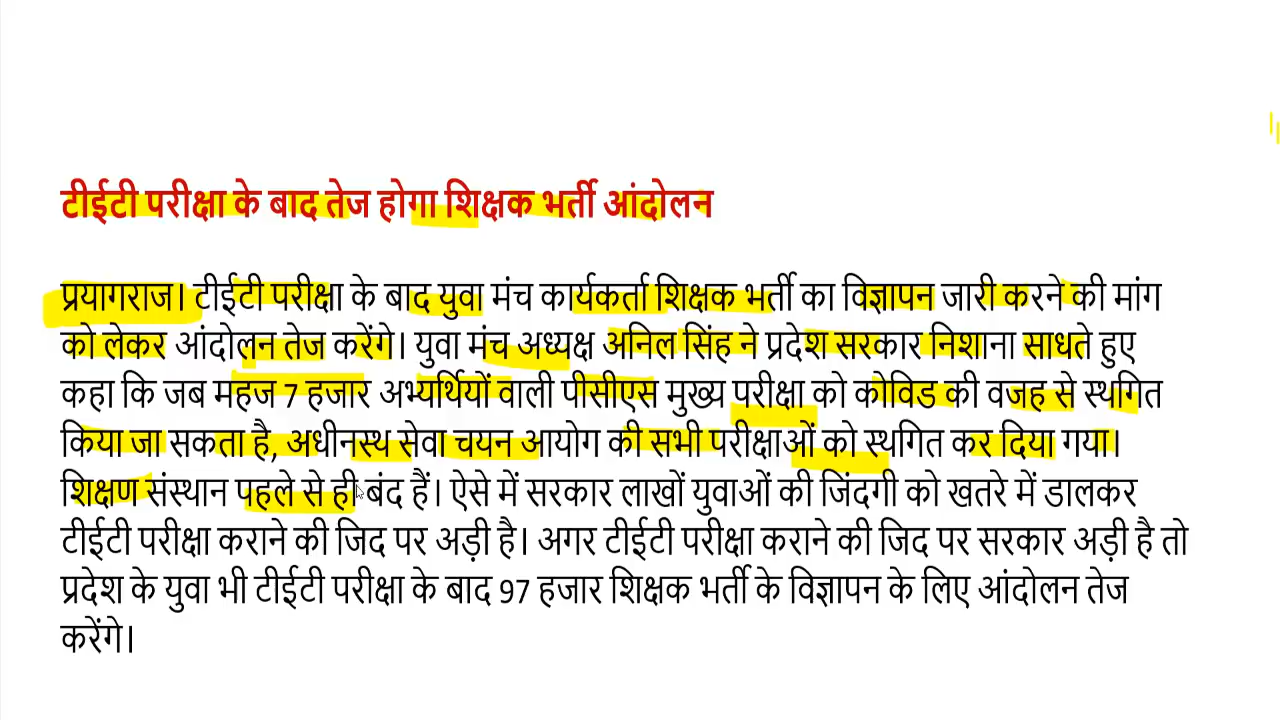 टीईटी परीक्षा के बाद तेज होगा शिक्षक भर्ती आंदोलन
प्रयागराज। टीईटी परीक्षा के बाद युवा मंच कार्यकर्ता शिक्षक भर्ती का विज्ञापन जारी करने की मांग
को लेकर आंदोलन तेज करेंगे। युवा मंच अध्यक्ष अनिल सिंह ने प्रदेश सरकार निशाना साधते हुए
कहा कि जब महज 7 हजार अभ्यर्थियों वाली पीसीएस मुख्य परीक्षा को कोविड की वजह से स्थगित
किया जा सकता है, अधीनस्थ सेवा चयन आयोग की सभी परीक्षाओं को स्थगित कर दिया गया।
शिक्षण संस्थान पहले से ही बंद हैं। ऐसे में सरकार लाखों युवाओं की जिंदगी को खतरे में डालकर
टीईटी परीक्षा कराने की जिद पर अड़ी है। अगर टीईटी परीक्षा कराने की जिद पर सरकार अड़ी है तो
प्रदेश के युवा भी टीईटी परीक्षा के बाद 97 हजार शिक्षक भर्ती के विज्ञापन के लिए आंदोलन तेज
करेंगे।